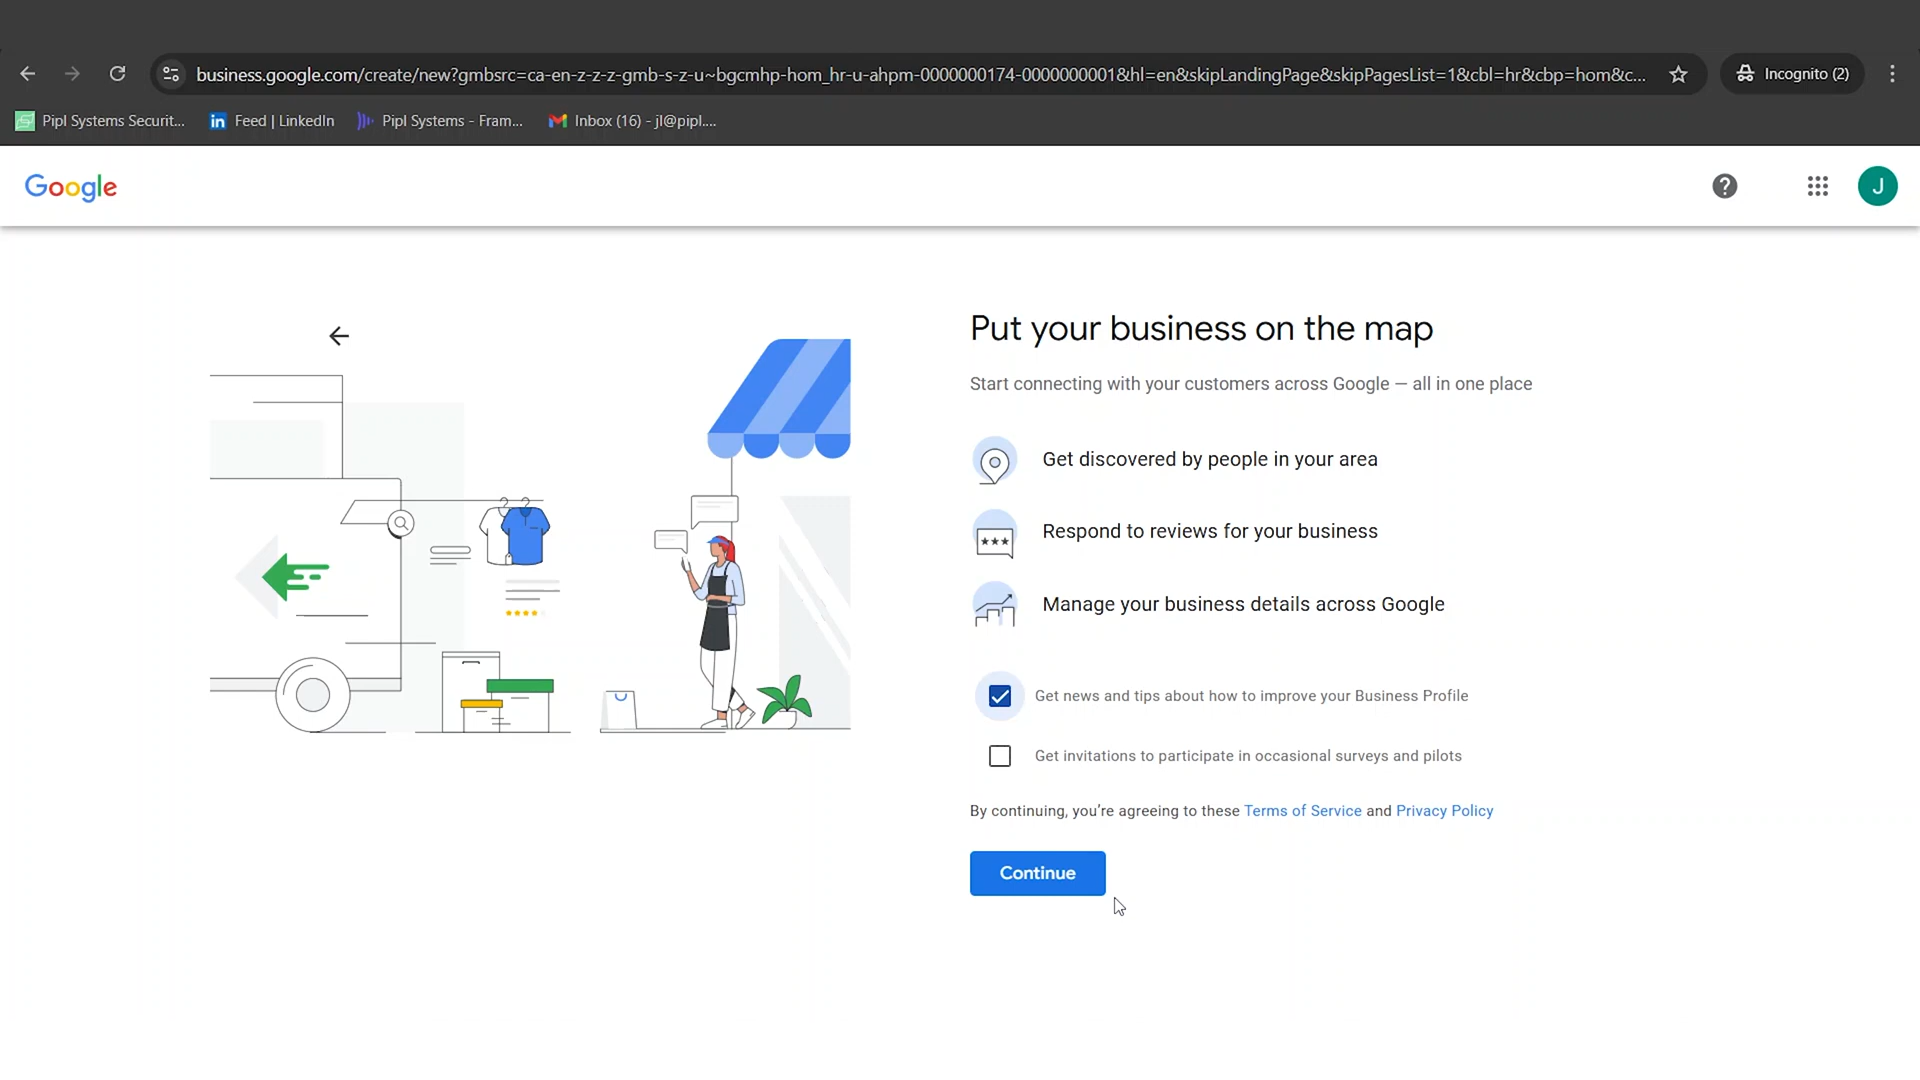 business.google.com/create/new?gmbsrc=ca-en-z-z-z-gmb-s-z-u~bgcmhp-hom_hr-u-ahpm-0000000174-0000000001&hl=en&skipLandingPage&skipPagesList=1&cbl=hr&cbp=hom&c...
Incognito (2)
Pipl Systems Securit...
in Feed | LinkedIn
Pipl Systems - Fram...
Inbox (16) - jl@pipl....
Google
J
Put your business on the map
Start connecting with your customers across Google — all in one place
Get discovered by people in your area
Respond to reviews for your business
Manage your business details across Google
Get news and tips about how to improve your Business Profile
Get invitations to participate in occasional surveys and pilots
By continuing, you're agreeing to these Terms of Service and Privacy Policy
Continue